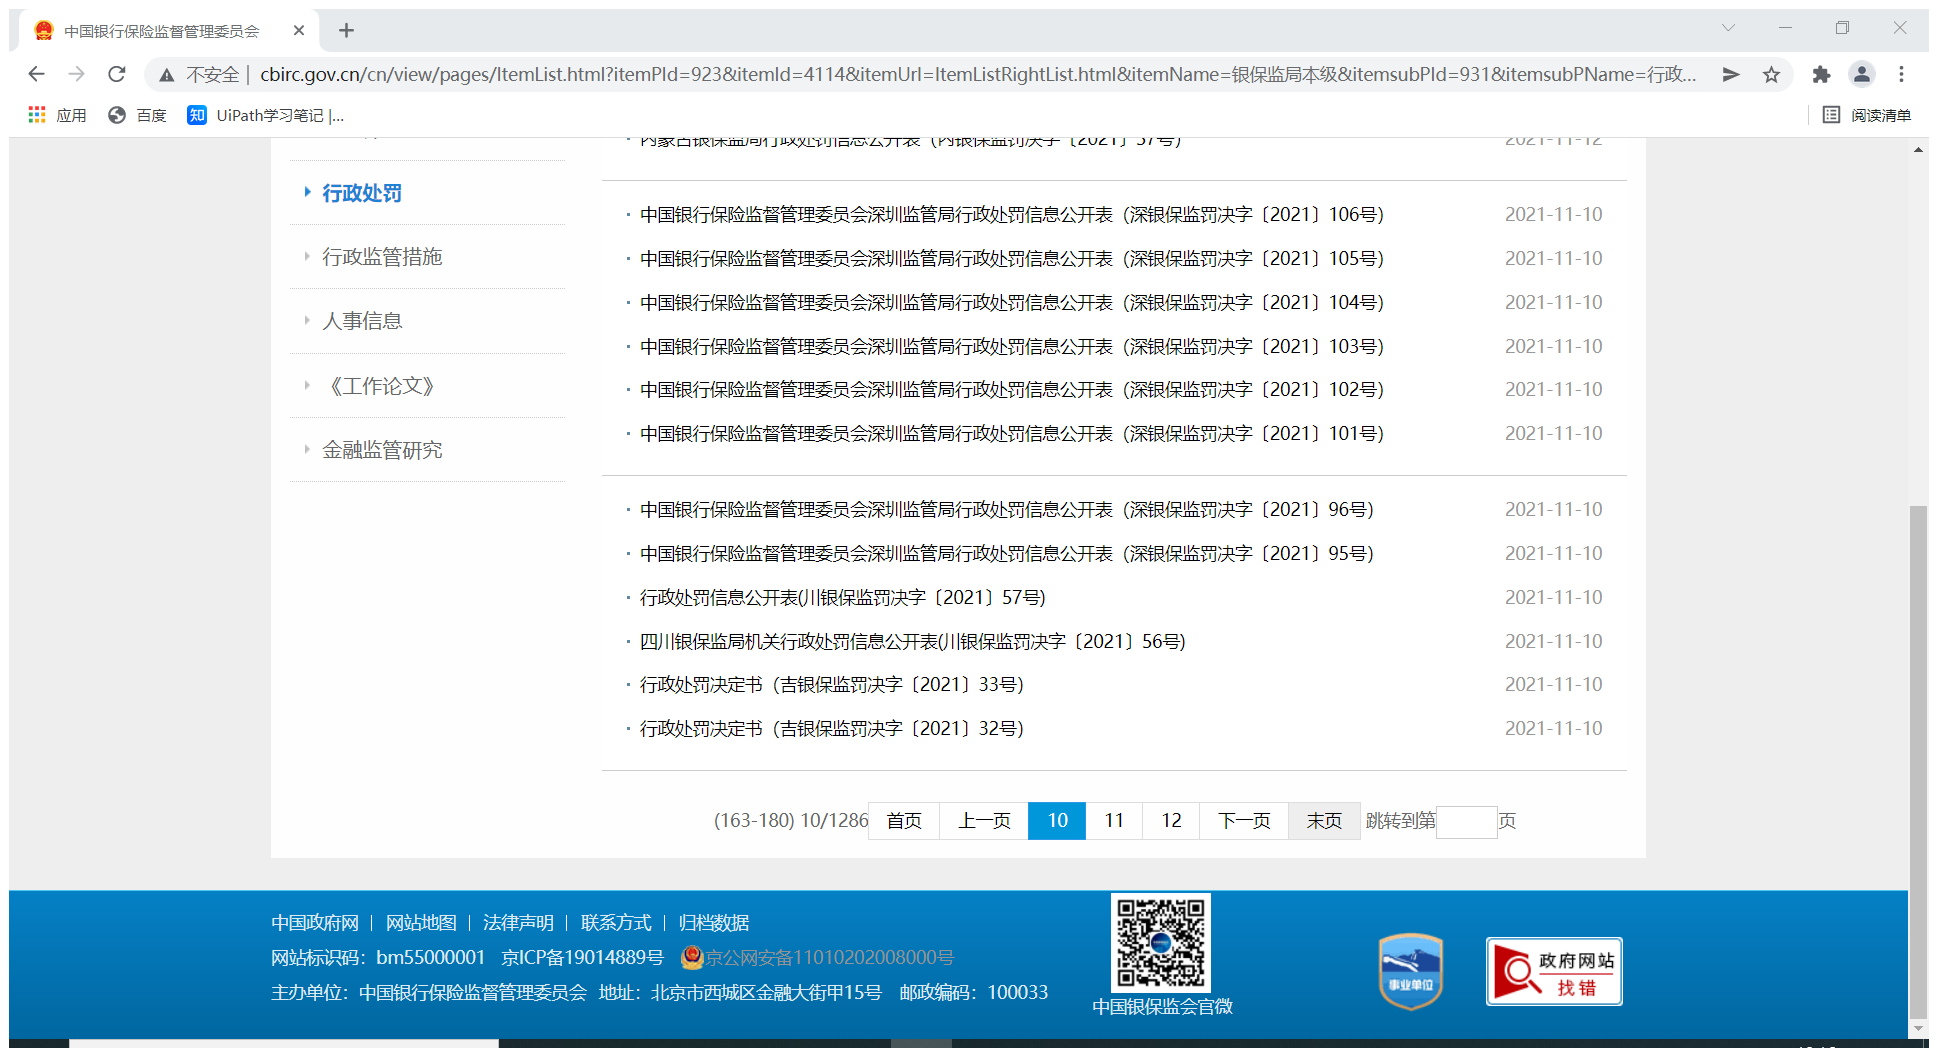 中国银行保险监督管理委员会
不安全 | cbirc.gov.cn/cn/view/pages/ItemList.html?itemPId=923&itemId=4114&itemUrl=ItemListRightList.html&itemName=银保监局本级&itemsubPId=931&itemsubPName=行政...
应用 百度 知 UiPath学习笔记 |... 阅读清单
内蒙古银保监局行政处罚信息公开表（内银保监罚决字〔2021〕37号） 2021-11-12
行政处罚
行政监管措施
人事信息
《工作论文》
金融监管研究
中国银行保险监督管理委员会深圳监管局行政处罚信息公开表（深银保监罚决字〔2021〕106号） 2021-11-10
中国银行保险监督管理委员会深圳监管局行政处罚信息公开表（深银保监罚决字〔2021〕105号） 2021-11-10
中国银行保险监督管理委员会深圳监管局行政处罚信息公开表（深银保监罚决字〔2021〕104号） 2021-11-10
中国银行保险监督管理委员会深圳监管局行政处罚信息公开表（深银保监罚决字〔2021〕103号） 2021-11-10
中国银行保险监督管理委员会深圳监管局行政处罚信息公开表（深银保监罚决字〔2021〕102号） 2021-11-10
中国银行保险监督管理委员会深圳监管局行政处罚信息公开表（深银保监罚决字〔2021〕101号） 2021-11-10
中国银行保险监督管理委员会深圳监管局行政处罚信息公开表（深银保监罚决字〔2021〕96号） 2021-11-10
中国银行保险监督管理委员会深圳监管局行政处罚信息公开表（深银保监罚决字〔2021〕95号） 2021-11-10
行政处罚信息公开表(川银保监罚决字〔2021〕57号) 2021-11-10
四川银保监局机关行政处罚信息公开表(川银保监罚决字〔2021〕56号) 2021-11-10
行政处罚决定书（吉银保监罚决字〔2021〕33号） 2021-11-10
行政处罚决定书（吉银保监罚决字〔2021〕32号） 2021-11-10
(163-180) 10/1286 首页 上一页 10 11 12 下一页 末页 跳转到第 页
中国政府网 | 网站地图 | 法律声明 | 联系方式 | 归档数据
网站标识码：bm55000001 京ICP备19014889号 京公网安备11010202008000号
主办单位：中国银行保险监督管理委员会 地址：北京市西城区金融大街甲15号 邮政编码：100033
中国银保监会官微
事业单位
政府网站
找错